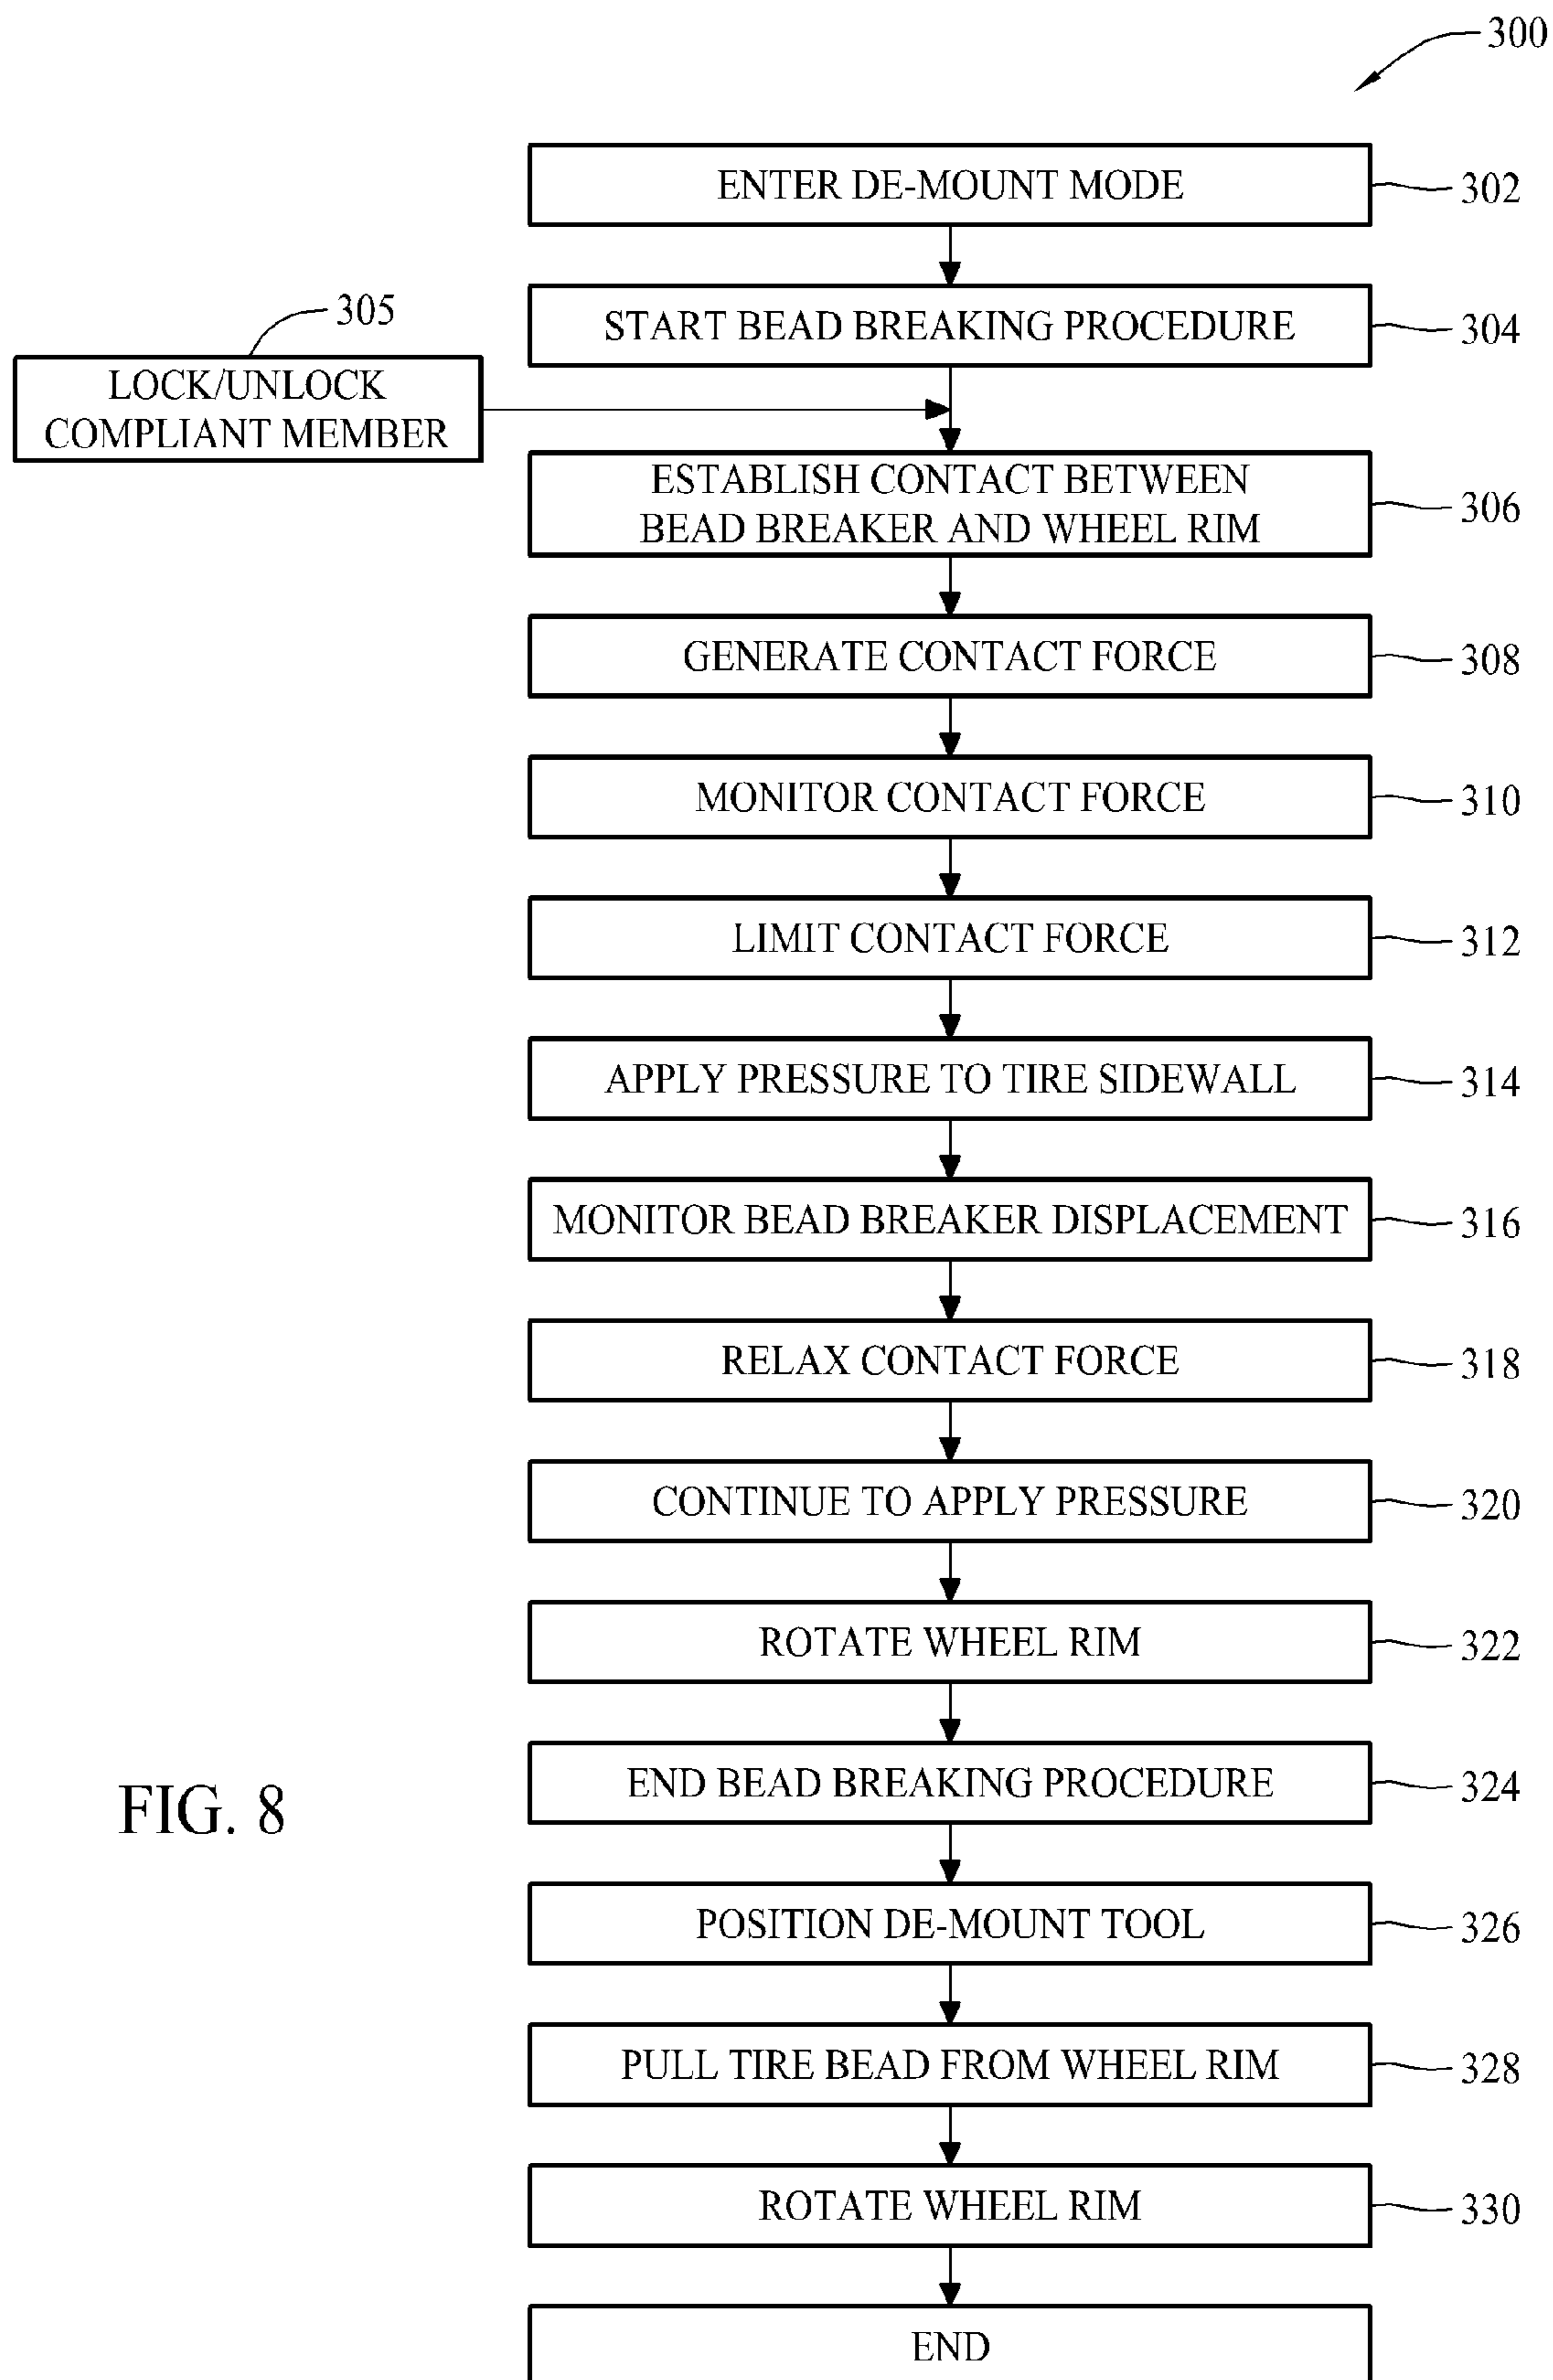 300
ENTER DE-MOUNT MODE
302
START BEAD BREAKING PROCEDURE
304
305
LOCK/UNLOCK
COMPLIANT MEMBER
ESTABLISH CONTACT BETWEEN
BEAD BREAKER AND WHEEL RIM
306
GENERATE CONTACT FORCE
308
MONITOR CONTACT FORCE
310
LIMIT CONTACT FORCE
312
APPLY PRESSURE TO TIRE SIDEWALL
314
MONITOR BEAD BREAKER DISPLACEMENT
316
RELAX CONTACT FORCE
318
CONTINUE TO APPLY PRESSURE
320
ROTATE WHEEL RIM
322
END BEAD BREAKING PROCEDURE
324
FIG. 8
POSITION DE-MOUNT TOOL
326
PULL TIRE BEAD FROM WHEEL RIM
328
ROTATE WHEEL RIM
330
END